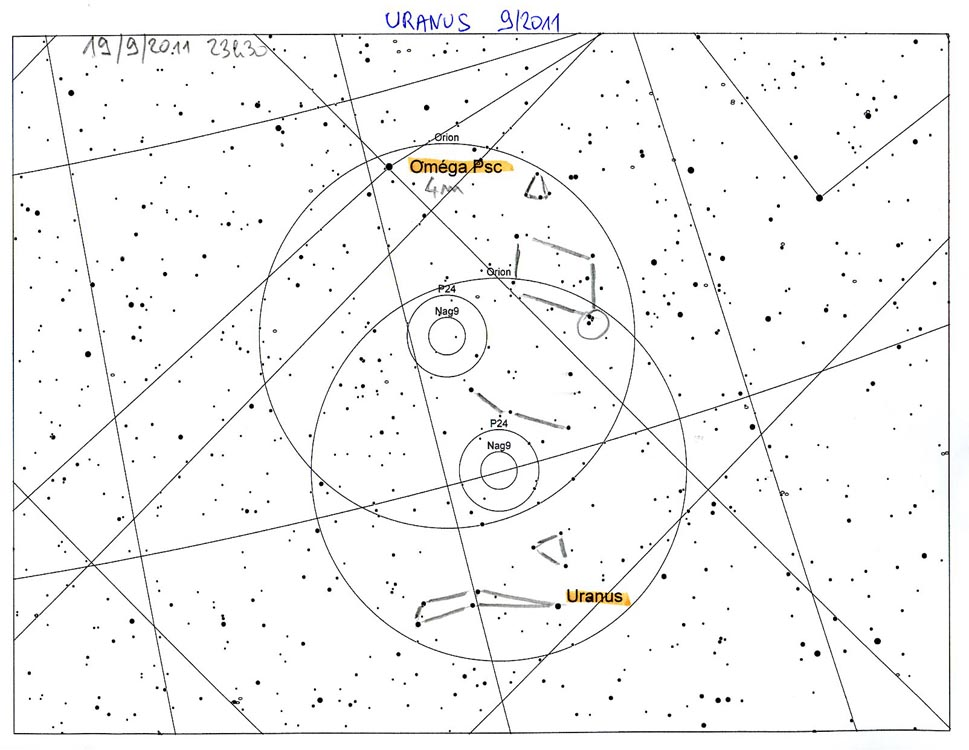 URANUS 9/2011
19/9/2011 23h30
Orion
Oméga Psc
4m
Orion
P24
Nag9
P24
Nag9
Uranus